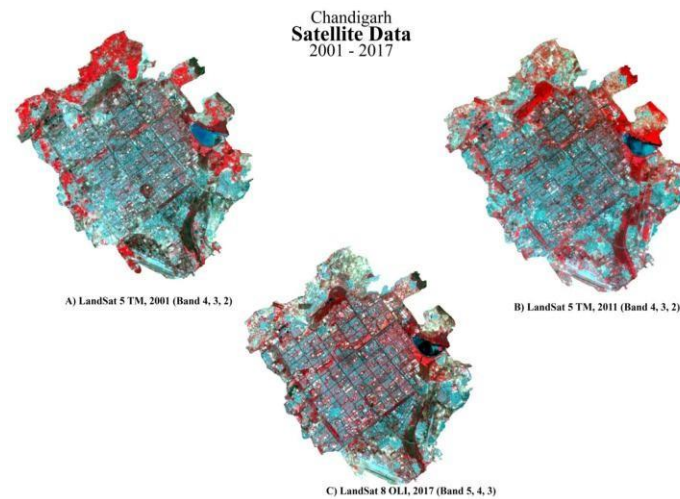 Chandigarh
Satellite Data
2001 - 2017
A) LandSat 5 TM, 2001 (Band 4, 3, 2)
B) LandSat 5 TM, 2011 (Band 4, 3, 2)
C) LandSat 8 OLI, 2017 (Band 5, 4, 3)